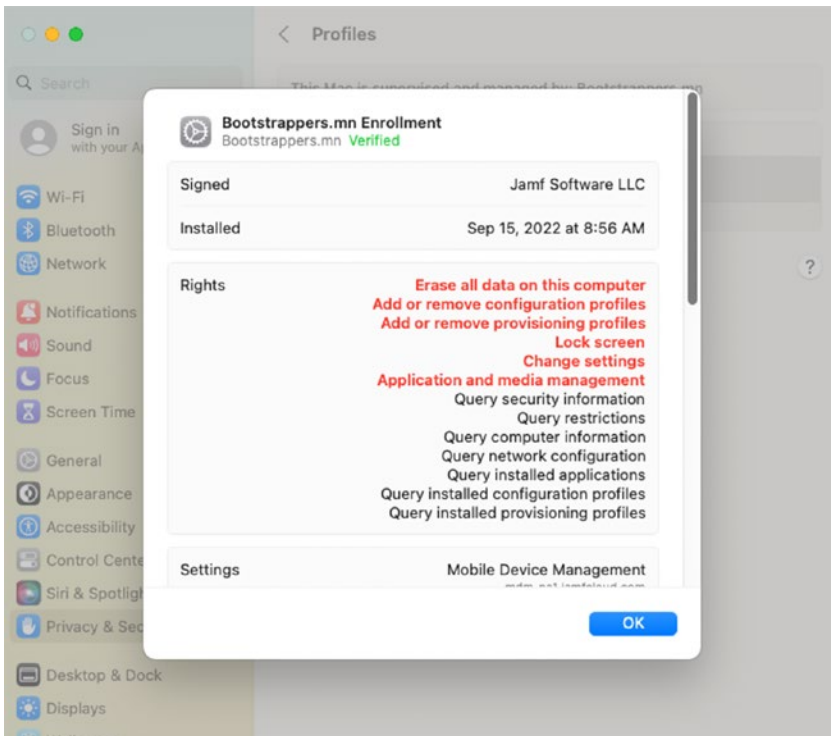 Profiles
Search
This Mac is supervised and managed by: Bootstrappers.mn
Sign in
with your A
Wi-Fi
Bluetooth
Network
Notifications
Sound
Focus
Screen Time
General
Appearance
Accessibility
Control Cente
Siri & Spotligh
Privacy & Sec
Desktop & Dock
Displays
Bootstrappers.mn Enrollment
Bootstrappers.mn Verified
Signed Jamf Software LLC
Installed Sep 15, 2022 at 8:56 AM
Rights Erase all data on this computer
Add or remove configuration profiles
Add or remove provisioning profiles
Lock screen
Change settings
Application and media management
Query security information
Query restrictions
Query computer information
Query network configuration
Query installed applications
Query installed configuration profiles
Query installed provisioning profiles
Settings Mobile Device Management
OK
?